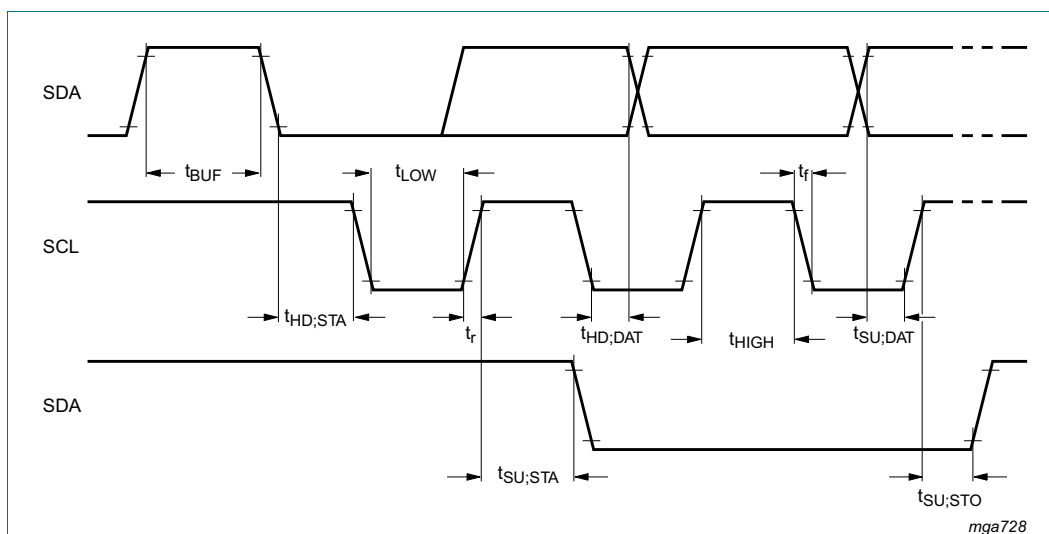 SDA
tBUF
tLOW
tf
SCL
tHD;STA
tr
tHD;DAT
tHIGH
tSU;DAT
SDA
tSU;STA
tSU;STO
mga728